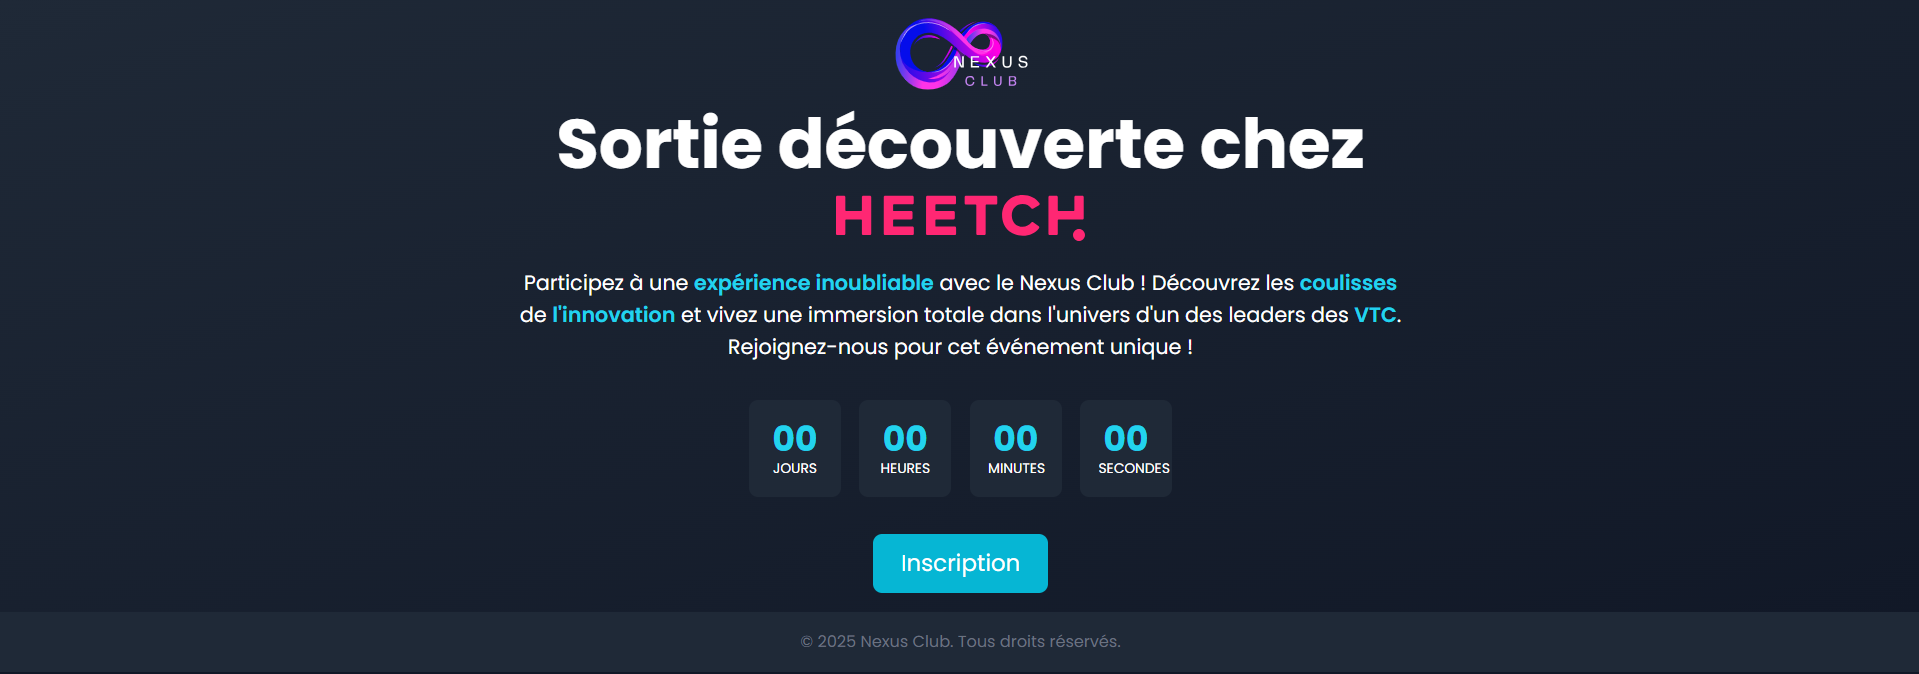 NEXUS
CLUB
Sortie découverte chez
HEETCH
Participez à une expérience inoubliable avec le Nexus Club ! Découvrez les coulisses
de l'innovation et vivez une immersion totale dans l'univers d'un des leaders des VTC.
Rejoignez-nous pour cet événement unique !
00 00 00 00
JOURS HEURES MINUTES SECONDES
Inscription
© 2025 Nexus Club. Tous droits réservés.